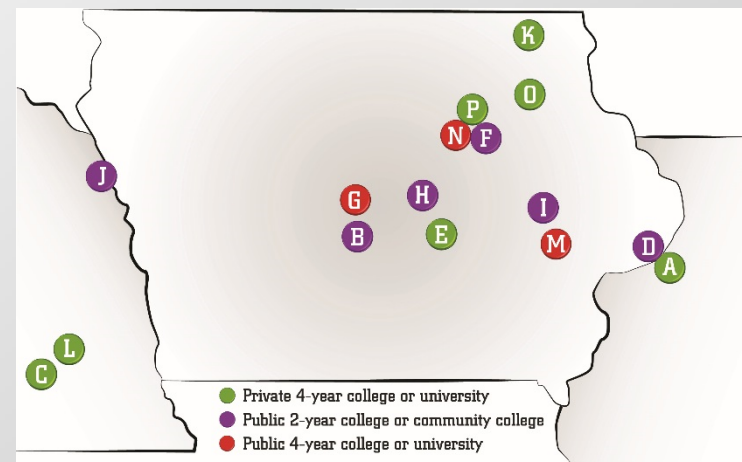 K
O
P
N F
J
G H I
B E M D
A
L
C
Private 4-year college or university
Public 2-year college or community college
Public 4-year college or university